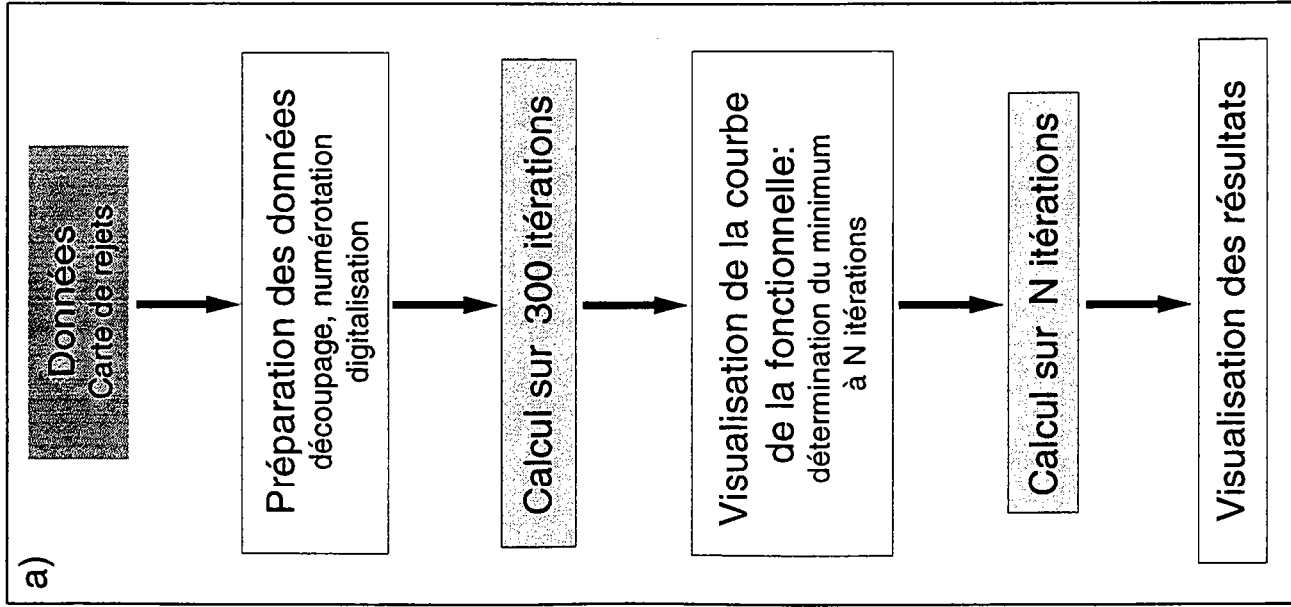 a)
Données
Carte de rejets
Préparation des données
découpage, numérotation
digitalisation
Calcul sur 300 itérations
Visualisation de la courbe
de la fonctionnelle:
détermination du minimum
à N itérations
Calcul sur N itérations
Visualisation des résultats